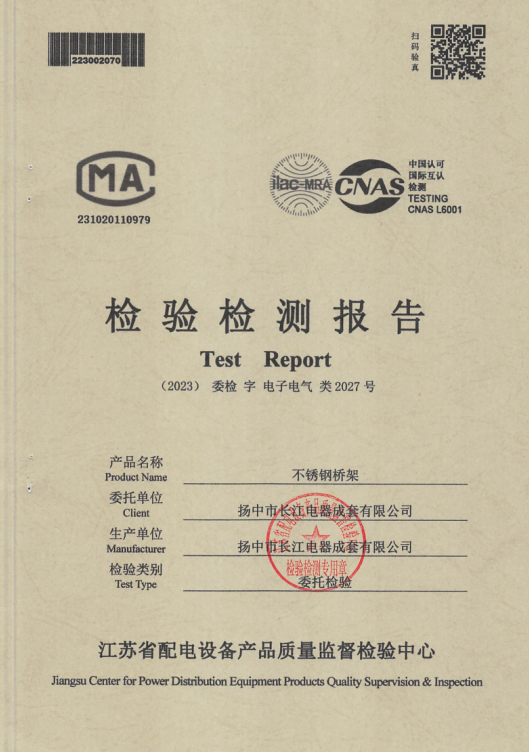 223002070
扫码验真
MA
231020110979
ilac-MRA
CNAS
中国认可
国际互认
检测
TESTING
CNAS L6001
检验检测报告
Test Report
（2023） 委检 字 电子电气 类 2027 号
产品名称
Product Name
不锈钢桥架
委托单位
Client
扬中市长江电器成套有限公司
生产单位
Manufacturer
扬中市长江电器成套有限公司
检验类别
Test Type
委托检验
检验检测专用章
江苏省配电设备产品质量监督检验中心
Jiangsu Center for Power Distribution Equipment Products Quality Supervision & Inspection